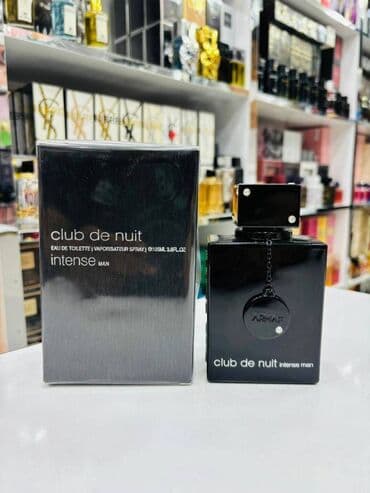 club de nuit
EAU DE TOILETTE ( VAPORISATEUR SPRAY ) 105ML 3.6FL.OZ
intense MAN
ARMAF
club de nuit intense man